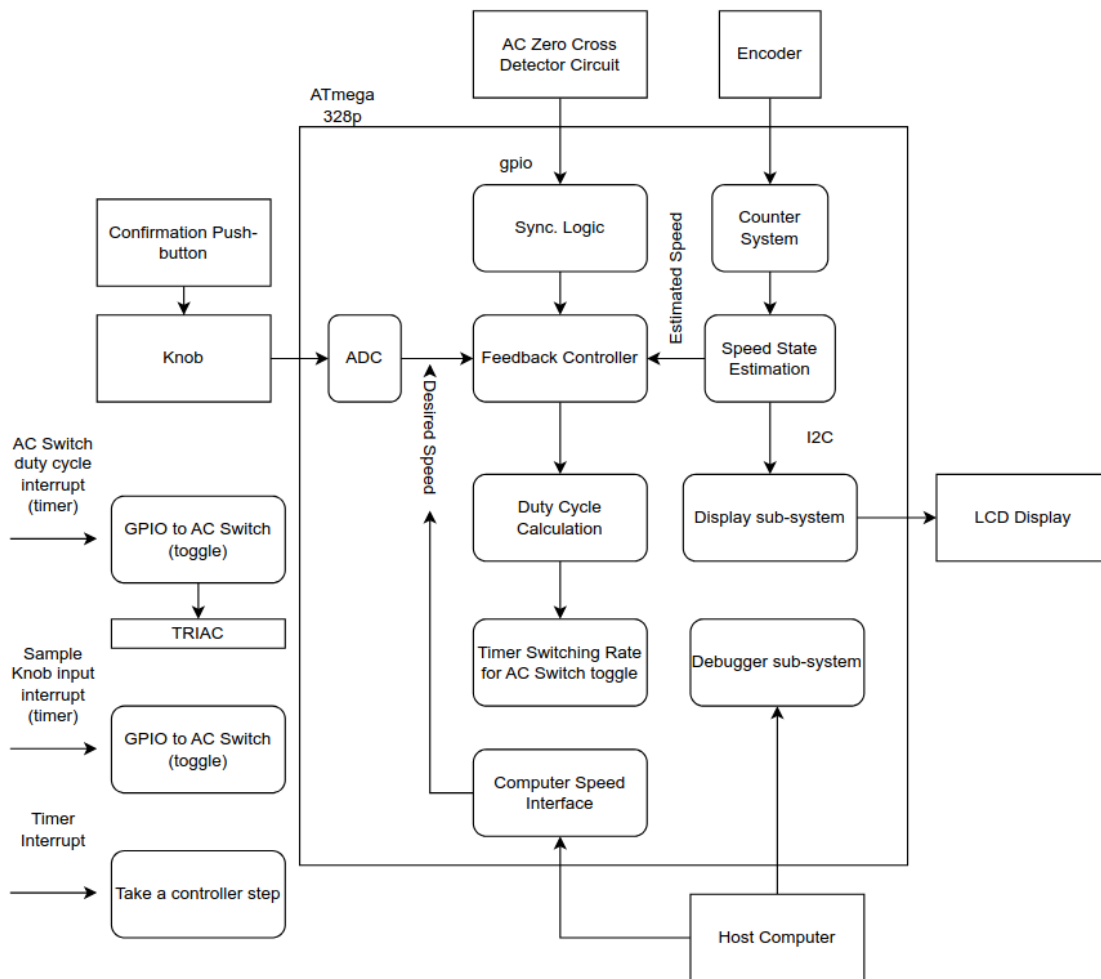 AC Zero Cross
Detector Circuit
Encoder
ATmega
328p
gpio
Sync. Logic
Counter
System
Confirmation Push-
button
Estimated Speed
Knob
ADC
Feedback Controller
Speed State
Estimation
Desired Speed
I2C
AC Switch
duty cycle
interrupt
(timer)
GPIO to AC Switch
(toggle)
Duty Cycle
Calculation
Display sub-system
LCD Display
TRIAC
Sample
Knob input
interrupt
(timer)
Timer Switching Rate
for AC Switch toggle
Debugger sub-system
GPIO to AC Switch
(toggle)
Computer Speed
Interface
Timer
Interrupt
Take a controller step
Host Computer